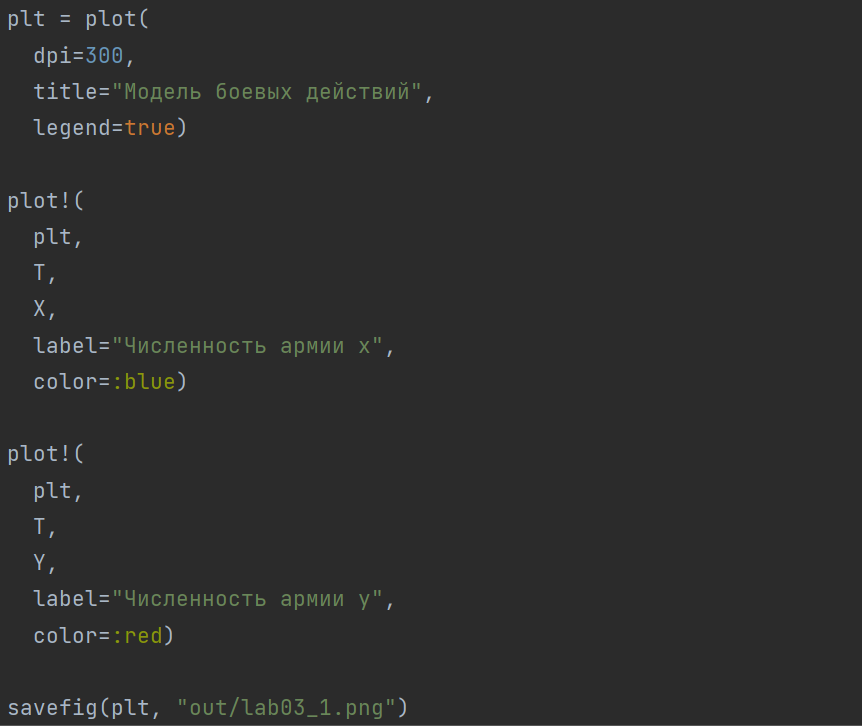 plt = plot(
  dpi=300,
  title="Модель боевых действий",
  legend=true)

plot!(
  plt,
  T,
  X,
  label="Численность армии x",
  color=:blue)

plot!(
  plt,
  T,
  Y,
  label="Численность армии y",
  color=:red)

savefig(plt, "out/lab03_1.png")